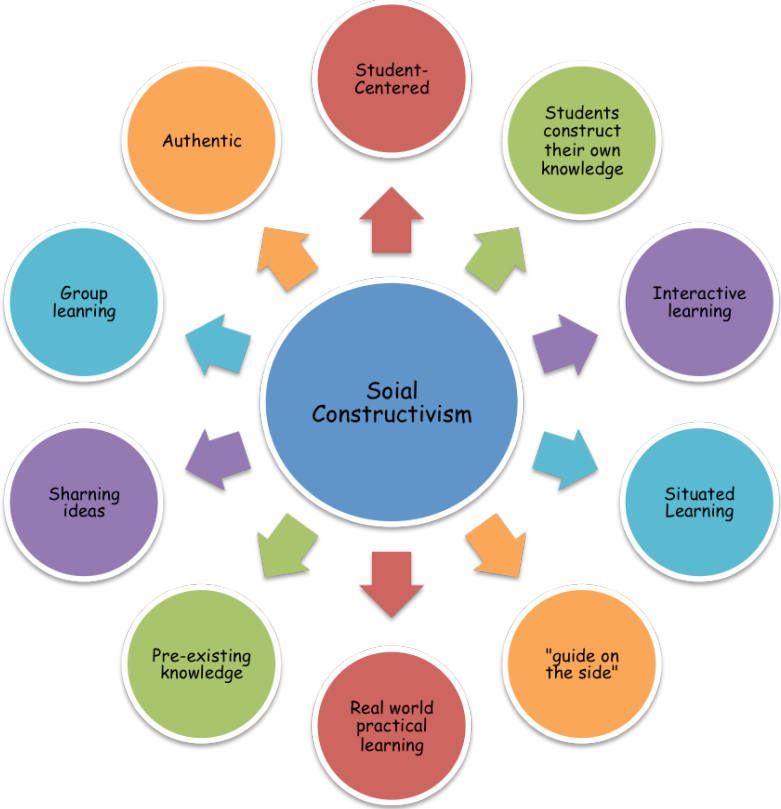 Student-
Centered
Students
construct
their own
knowledge
Interactive
learning
Situated
Learning
"guide on
the side"
Real world
practical
learning
Pre-existing
knowledge
Sharning
ideas
Group
leanring
Authentic
Soial
Constructivism